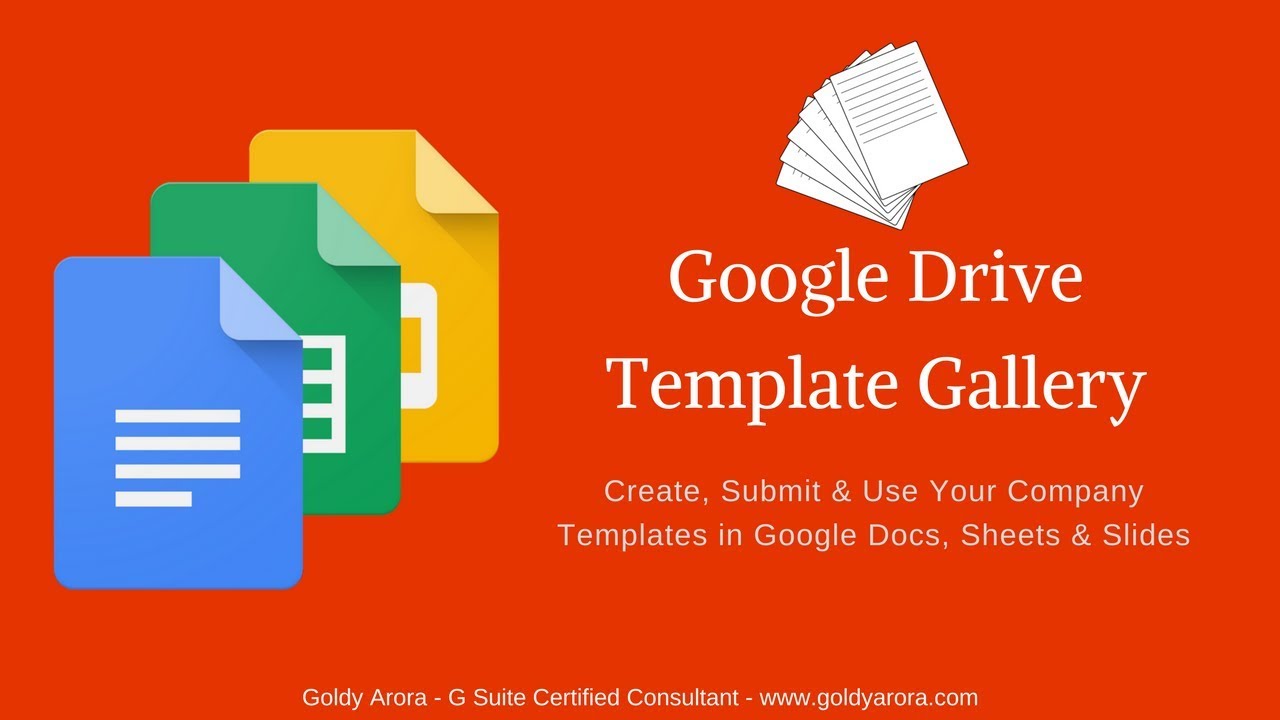 Google Drive
Template Gallery
Create, Submit & Use Your Company
Templates in Google Docs, Sheets & Slides
Goldy Arora - G Suite Certified Consultant - www.goldyarora.com